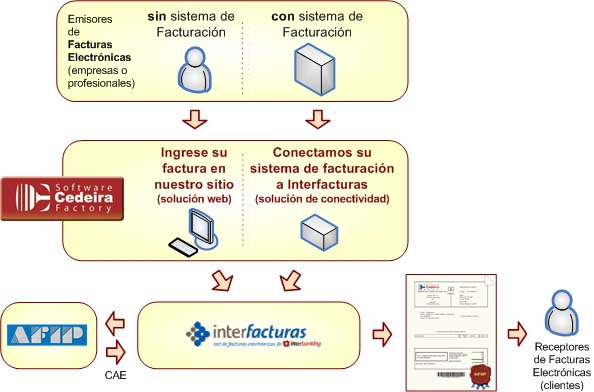 Emisores
de
Facturas
Electrónicas
(empresas o
profesionales)
sin sistema de
Facturación
con sistema de
Facturación
Software
Cedeira
Factory
Ingrese su
factura en
nuestro sitio
(solución web)
Conectamos su
sistema de facturación
a Interfacturas
(solución de conectividad)
AFIP
CAE
interfacturas
red de facturas electrónicas de interbanking
Cedeira
AFIP
Receptores
de Facturas
Electrónicas
(clientes)